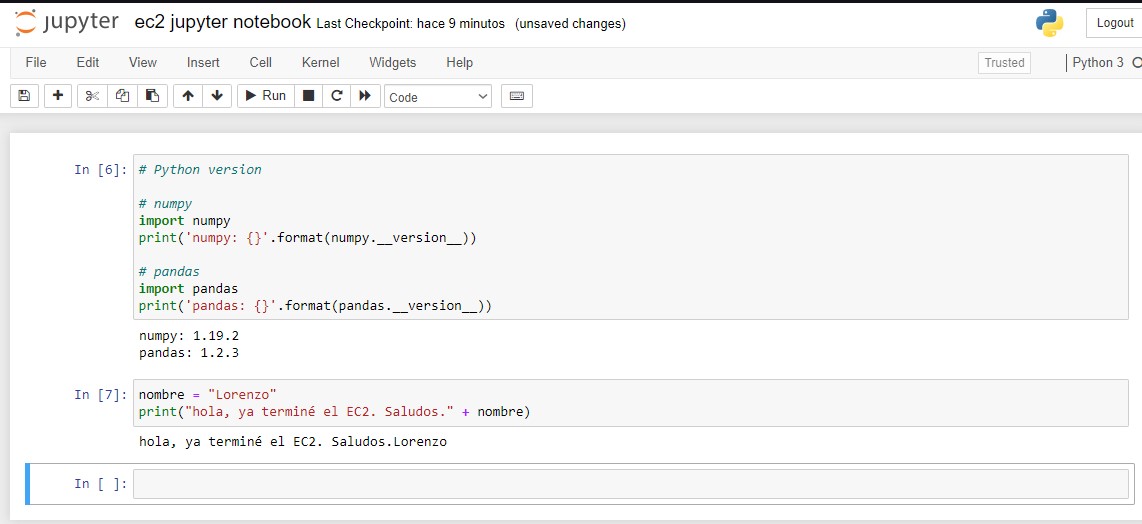 jupyter ec2 jupyter notebook Last Checkpoint: hace 9 minutos (unsaved changes) Logout
File Edit View Insert Cell Kernel Widgets Help Trusted Python 3
Run Code
In [6]: # Python version
# numpy
import numpy
print('numpy: {}'.format(numpy.__version__))
# pandas
import pandas
print('pandas: {}'.format(pandas.__version__))
numpy: 1.19.2
pandas: 1.2.3
In [7]: nombre = "Lorenzo"
print("hola, ya terminé el EC2. Saludos." + nombre)
hola, ya terminé el EC2. Saludos.Lorenzo
In [ ]: